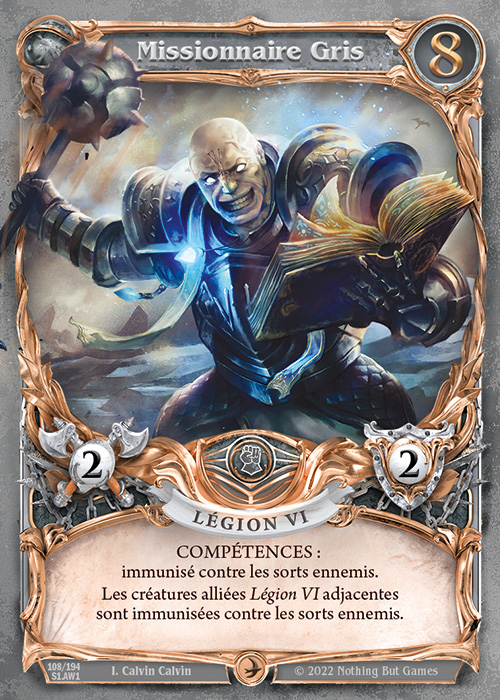 Missionnaire Gris
8
2
2
LÉGION VI
COMPÉTENCES :
immunisé contre les sorts ennemis.
Les créatures alliées Légion VI adjacentes
sont immunisées contre les sorts ennemis.
108/194
S1.AW1
I. Calvin Calvin
© 2022 Nothing But Games